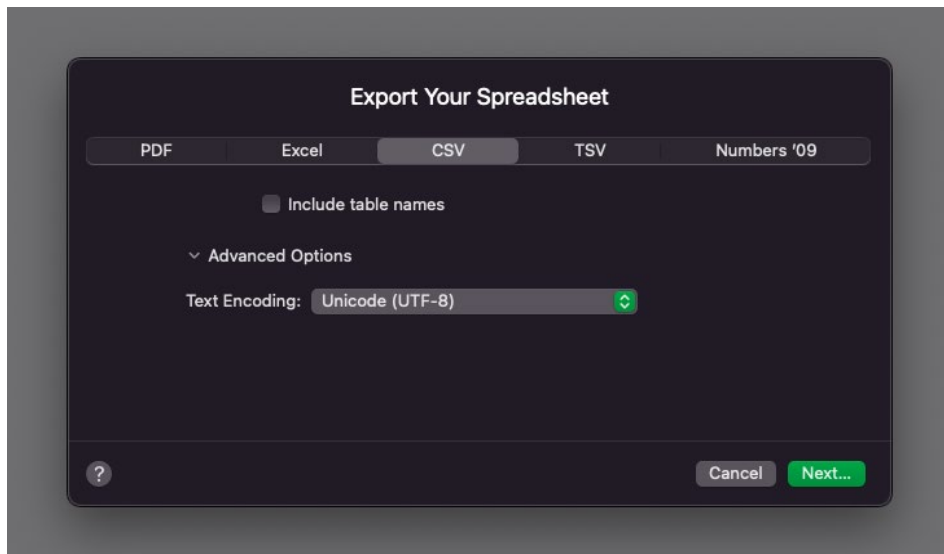 Export Your Spreadsheet
PDF Excel CSV TSV Numbers '09
Include table names
Advanced Options
Text Encoding: Unicode (UTF-8)
? Cancel Next...